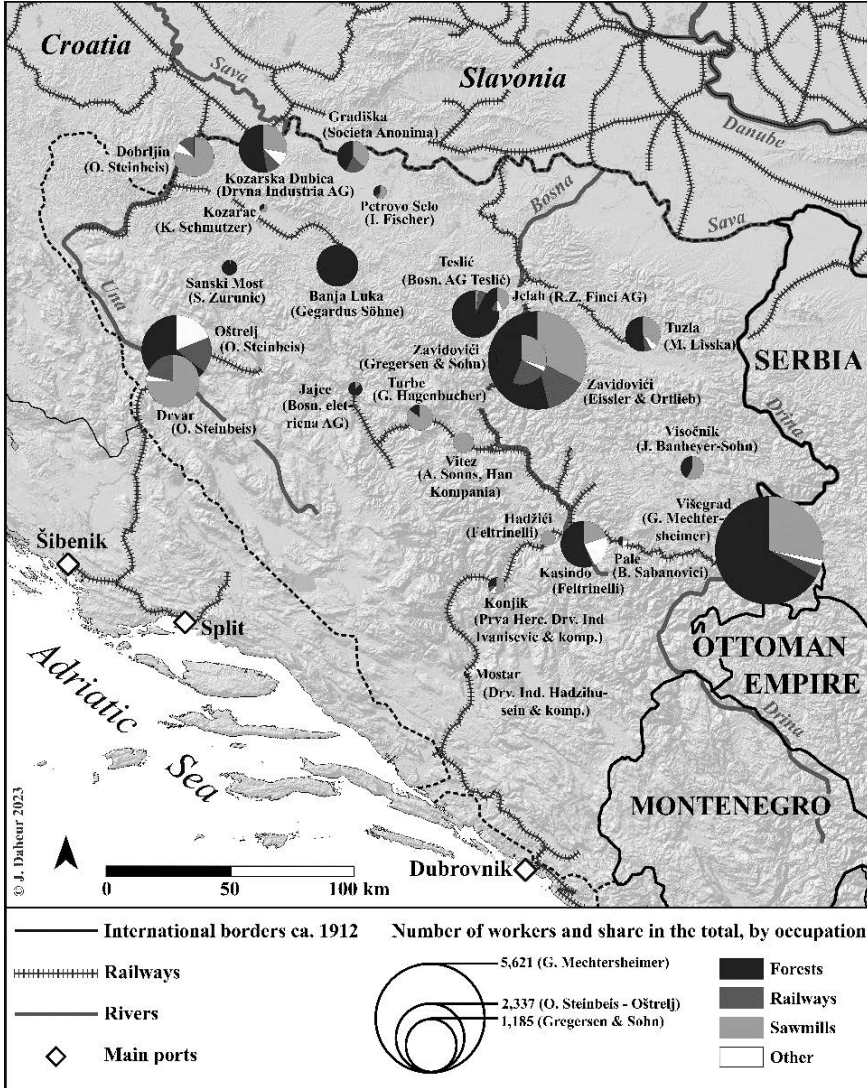 Croatia
Sava
Slavonia
Danube
Gradiška
(Societa Anonima)
Dobrljin
(O. Steinbeis)
Kozarska Dubica
(Drvna Industria AG)
Kozarac
(K. Schmutzer)
Petrovo Selo
(I. Fischer)
Bosna
Sava
Una
Sanski Most
(S. Zurunic)
Banja Luka
(Gegardus Söhne)
Teslić
(Bosn. AG Teslić)
Jelah (R.Z. Finci AG)
Tuzla
(M. Lisska)
SERBIA
Oštrelj
(O. Steinbeis)
Zavidovići
(Gregersen & Sohn)
Zavidovići
(Eissler & Ortlieb)
Drvar
(O. Steinbeis)
Jajce
(Bosn. elet-
ricna AG)
Turbe
(G. Hagenbucher)
Vitez
(A. Sonns, Han
Kompania)
Drina
Visočnik
(J. Banheyer-Sohn)
Višegrad
(G. Mechter-
sheimer)
Hadžići
(Feltrinelli)
Kasindo
(Feltrinelli)
Pale
(B. Sabanovici)
Šibenik
Split
Konjik
(Prva Herc. Drv. Ind
Ivanisevic & komp.)
Mostar
(Drv. Ind. Hadzihu-
sein & komp.)
OTTOMAN
EMPIRE
Drina
MONTENEGRO
Adriatic
Sea
Dubrovnik
© J. Daheur 2023
0 50 100
km
International borders ca. 1912
Railways
Rivers
Main ports
Number of workers and share in the total, by occupation
5,621 (G. Mechtersheimer)
2,337 (O. Steinbeis - Oštrelj)
1,185 (Gregersen & Sohn)
Forests
Railways
Sawmills
Other